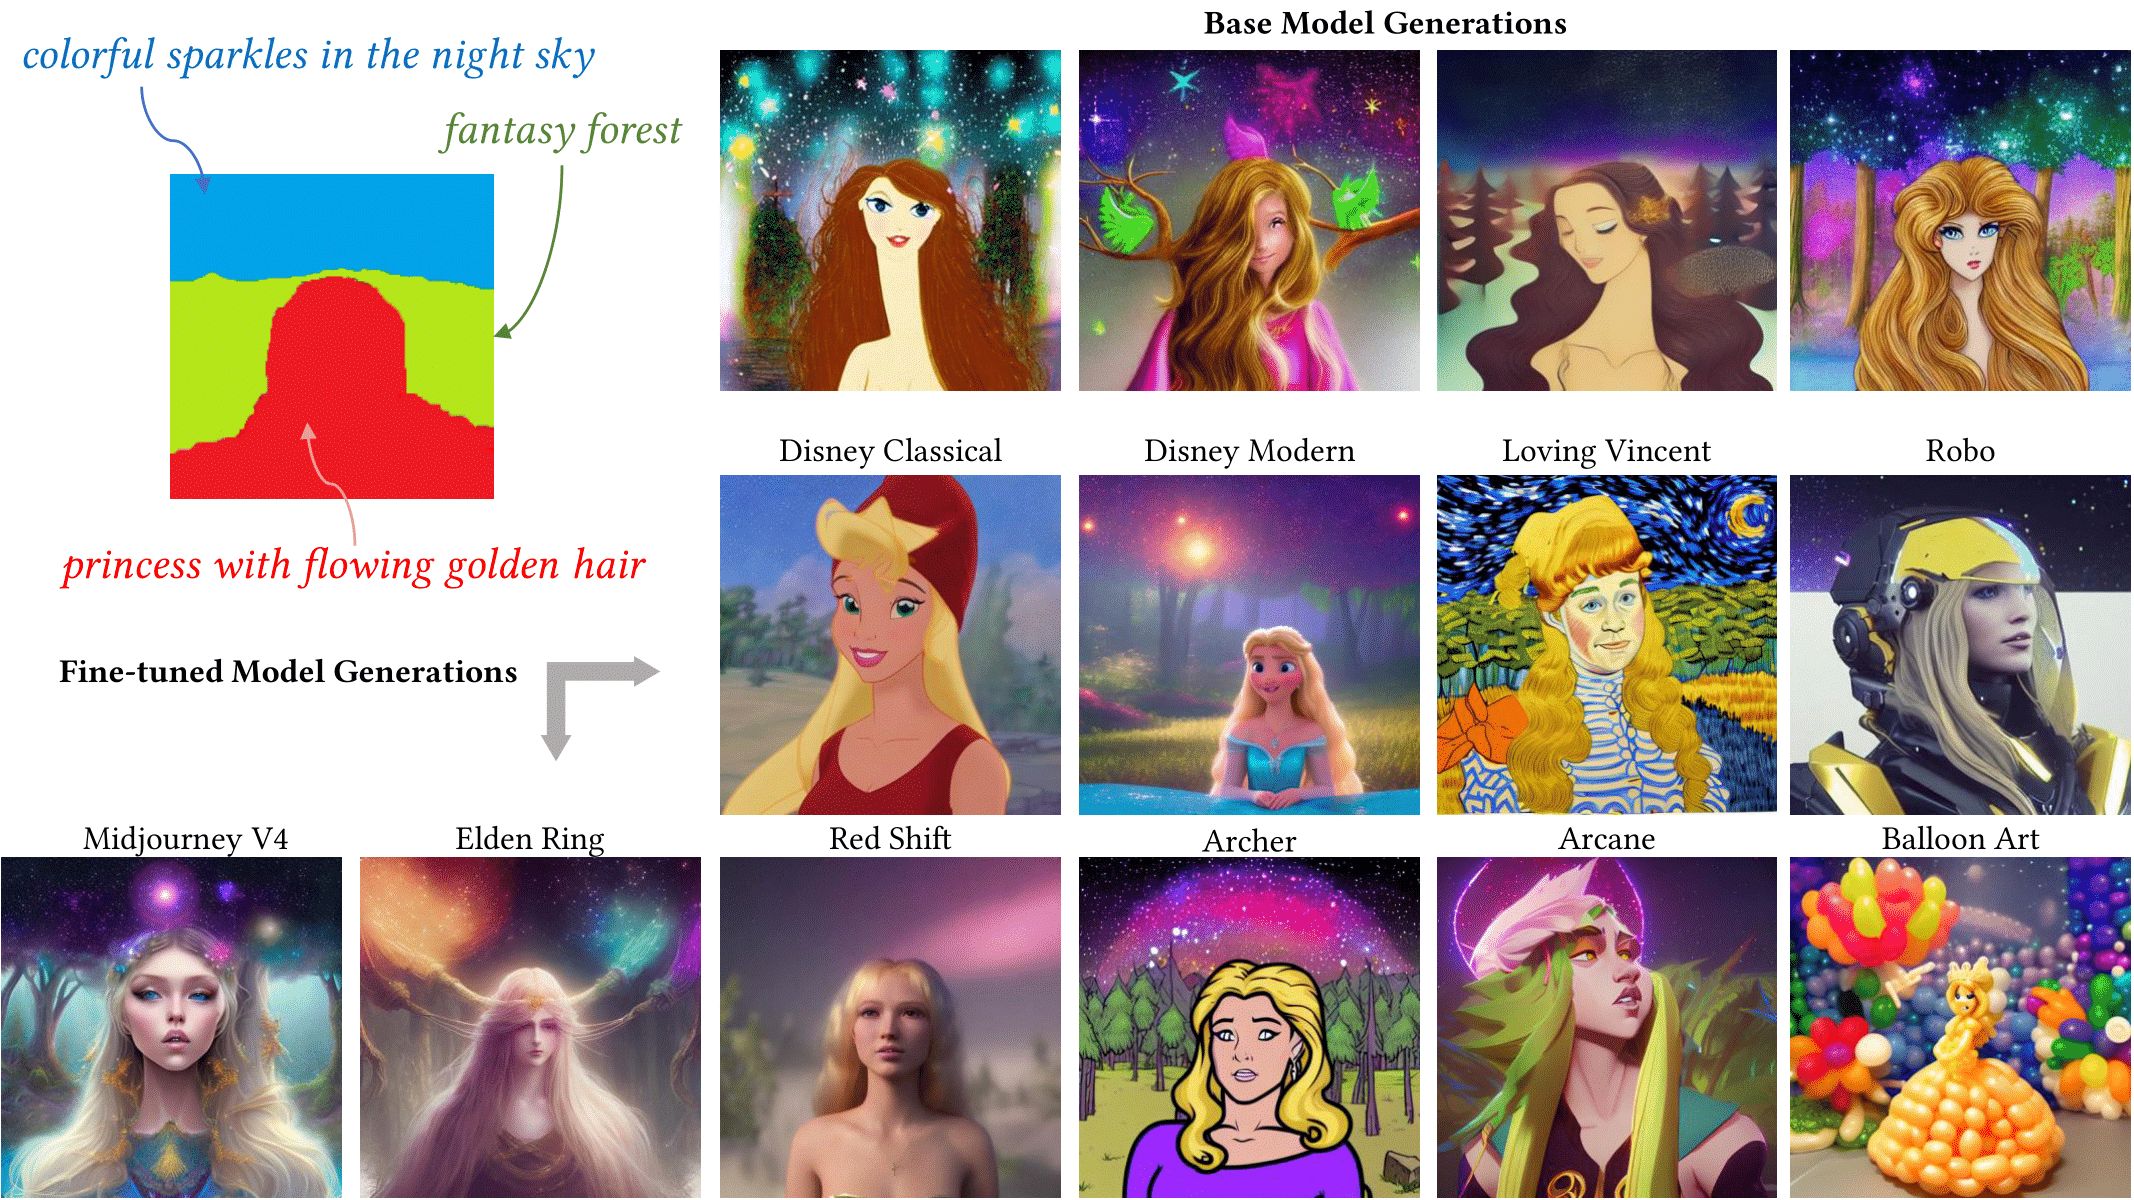 Base Model Generations
colorful sparkles in the night sky
fantasy forest
princess with flowing golden hair
Fine-tuned Model Generations
Disney Classical
Disney Modern
Loving Vincent
Robo
Midjourney V4
Elden Ring
Red Shift
Archer
Arcane
Balloon Art